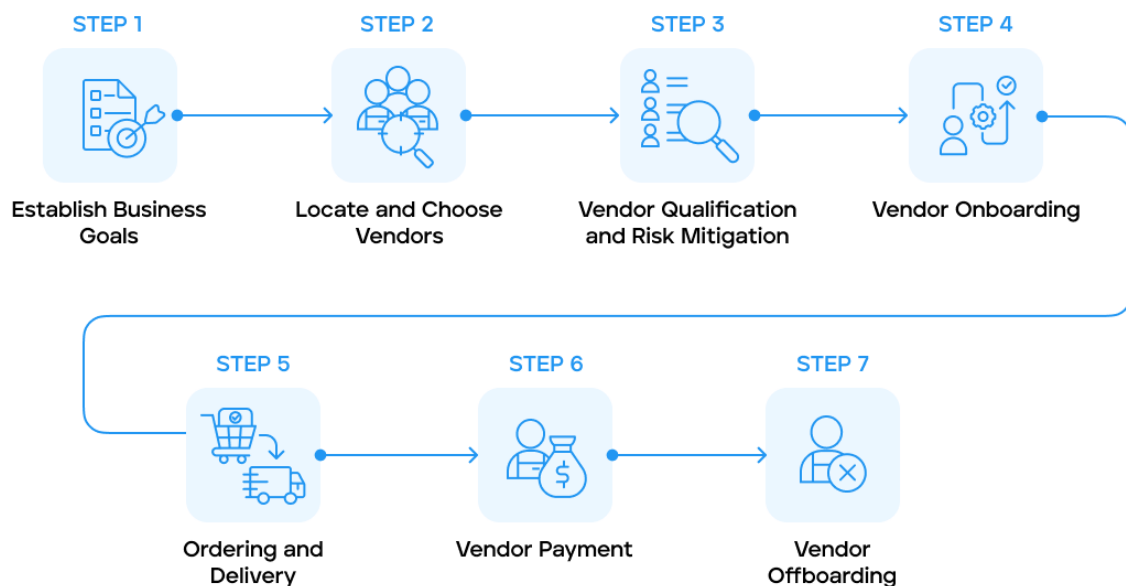 STEP 1
STEP 2
STEP 3
STEP 4
Establish Business
Goals
Locate and Choose
Vendors
Vendor Qualification
and Risk Mitigation
Vendor Onboarding
STEP 5
STEP 6
STEP 7
$
Ordering and
Delivery
Vendor Payment
Vendor
Offboarding